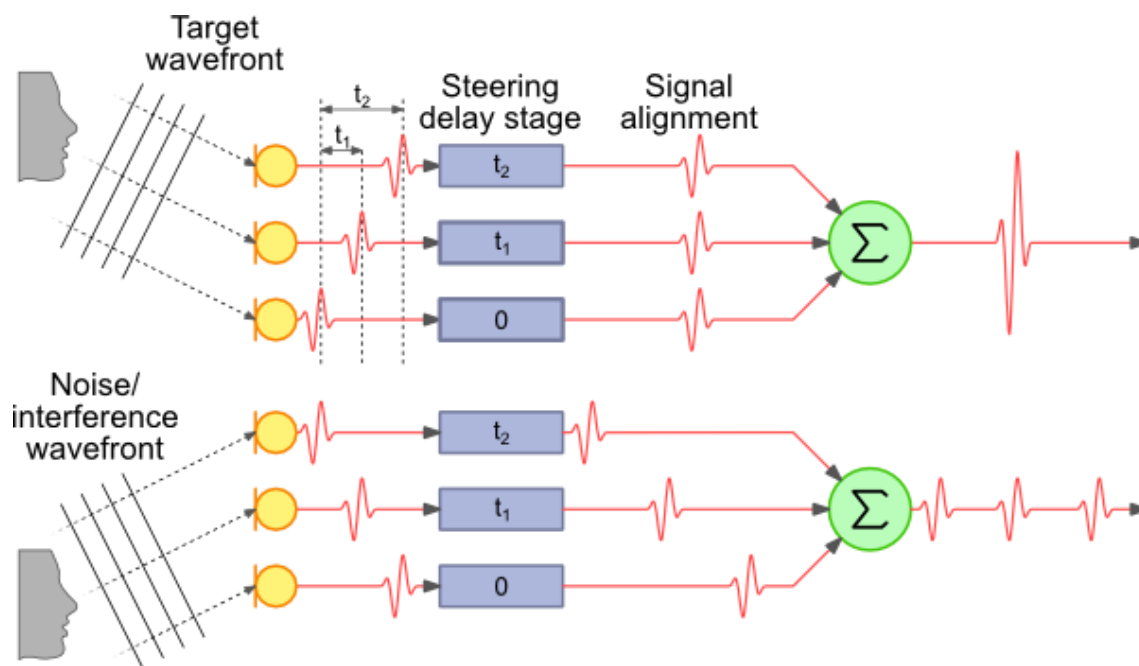 Target
wavefront
Steering
delay stage
Signal
alignment
t₂
t₁
t₂
t₁
0
Σ
Noise/
interference
wavefront
t₂
t₁
0
Σ